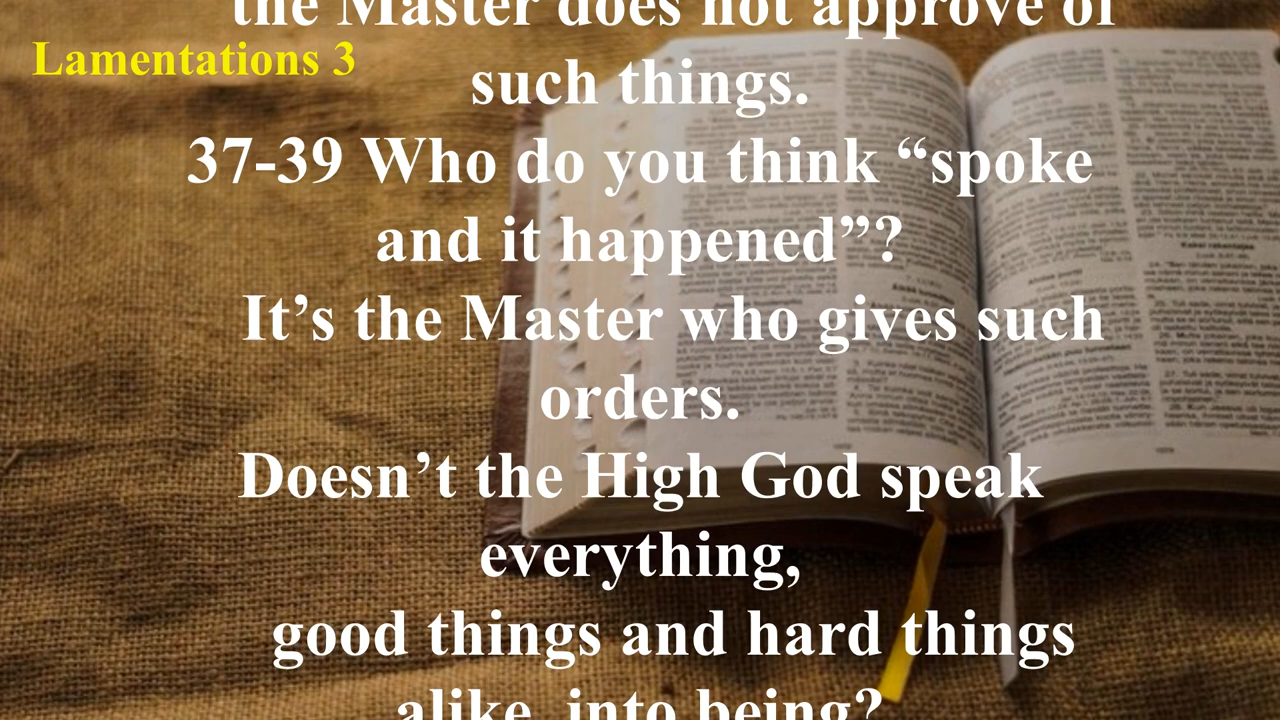 the Master does not approve of
Lamentations 3
such things.
37-39 Who do you think “spoke
and it happened”?
It’s the Master who gives such
orders.
Doesn’t the High God speak
everything,
good things and hard things
alike, into being?